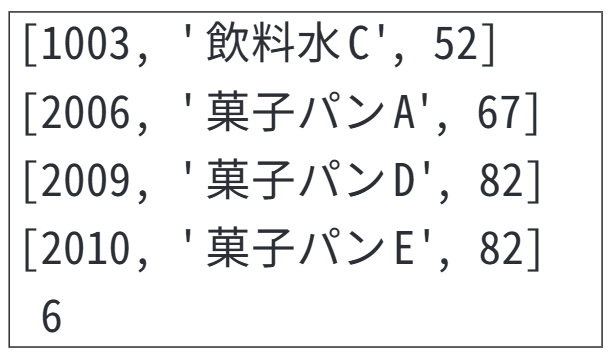 [1003, '飲料水C', 52]
[2006, '菓子パンA', 67]
[2009, '菓子パンD', 82]
[2010, '菓子パンE', 82]
6